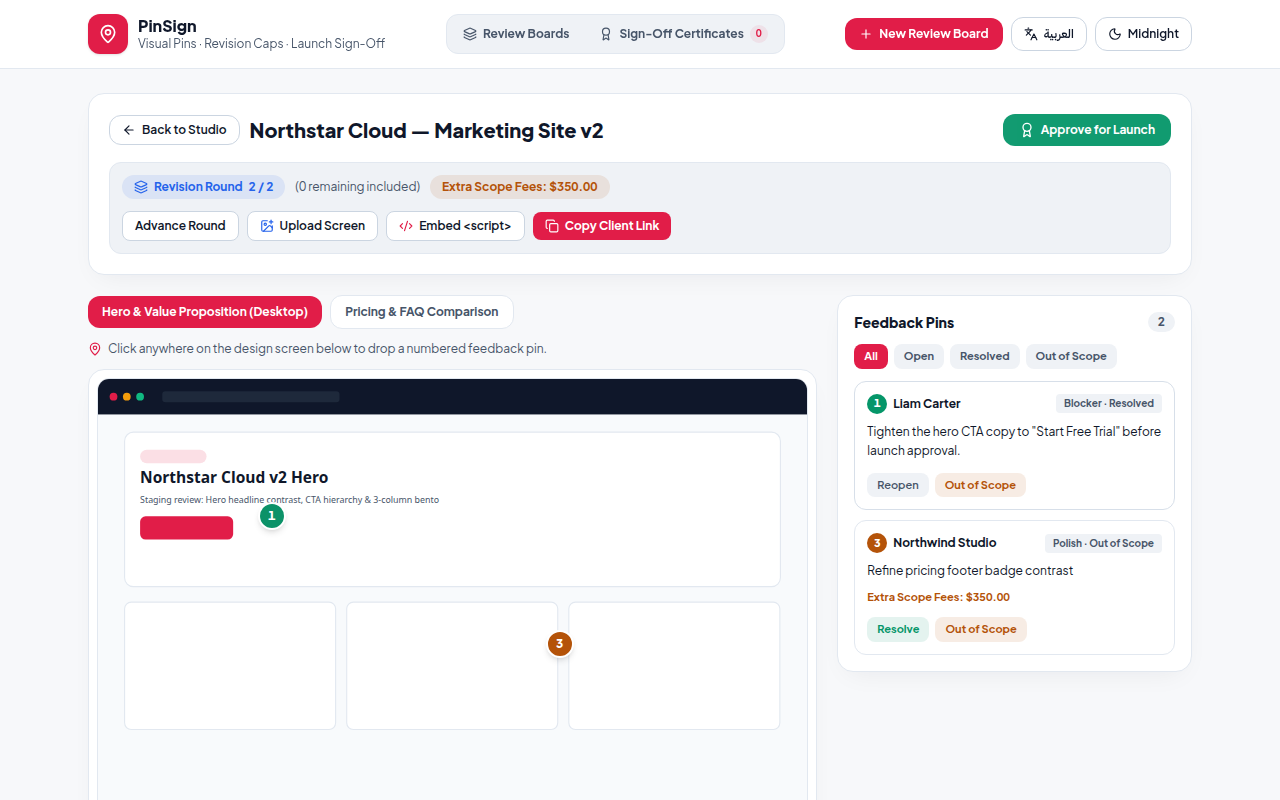 PinSign
Visual Pins · Revision Caps · Launch Sign-Off
Review Boards
Sign-Off Certificates 0
New Review Board
العربية
Midnight
Back to Studio
Northstar Cloud — Marketing Site v2
Approve for Launch
Revision Round 2 / 2
(0 remaining included)
Extra Scope Fees: $350.00
Advance Round
Upload Screen
Embed <script>
Copy Client Link
Hero & Value Proposition (Desktop)
Pricing & FAQ Comparison
Click anywhere on the design screen below to drop a numbered feedback pin.
Northstar Cloud v2 Hero
Staging review: Hero headline contrast, CTA hierarchy & 3-column bento
1
3
Feedback Pins 2
All
Open
Resolved
Out of Scope
1 Liam Carter
Blocker · Resolved
Tighten the hero CTA copy to "Start Free Trial" before
launch approval.
Reopen
Out of Scope
3 Northwind Studio
Polish · Out of Scope
Refine pricing footer badge contrast
Extra Scope Fees: $350.00
Resolve
Out of Scope